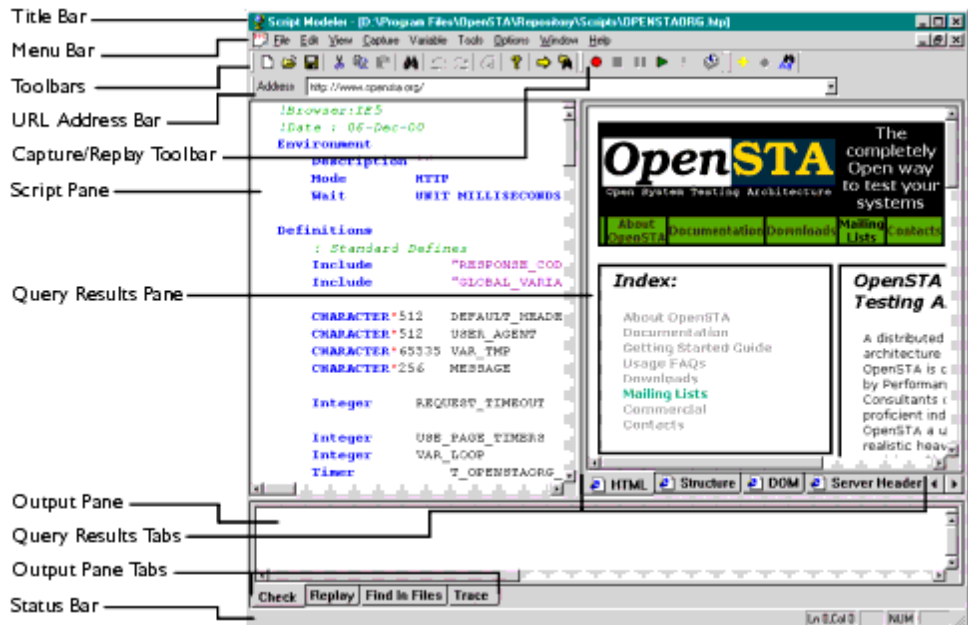 Title Bar
Menu Bar
Toolbars
URL Address Bar
Capture/Replay Toolbar
Script Pane
Query Results Pane
Output Pane
Query Results Tabs
Output Pane Tabs
Status Bar
Script Modeler - [D:\Program Files\OpenSTA\Repository\Scripts\OPENSTAORG.htp]
File Edit View Capture Variable Tools Options Window Help
Address http://www.opensta.org/
!Browser:IE5
!Date : 06-Dec-00
Environment
Description ""
Mode HTTP
Wait UNIT MILLISECONDS
Definitions
! Standard Defines
Include "RESPONSE_COD
Include "GLOBAL_VARIA
CHARACTER*512 DEFAULT_HEADE
CHARACTER*512 USER_AGENT
CHARACTER*65535 VAR_TMP
CHARACTER*256 MESSAGE
Integer REQUEST_TIMEOUT
Integer USE_PAGE_TIMERS
Integer VAR_LOOP
Timer T_OPENSTAORG_
OpenSTA
Open System Testing Architecture
The
completely
Open way
to test your
systems
About OpenSTA
Documentation
Downloads
Mailing Lists
Contacts
Index:
About OpenSTA
Documentation
Getting Started Guide
Usage FAQs
Downloads
Mailing Lists
Commercial
Contacts
OpenSTA
Testing A
A distributed
architecture
OpenSTA is c
by Performan
Consultants
proficient ind
OpenSTA a u
realistic heav
HTML Structure DOM Server Header
Check Replay Find In Files Trace
Ln 0,Col 0 NUM